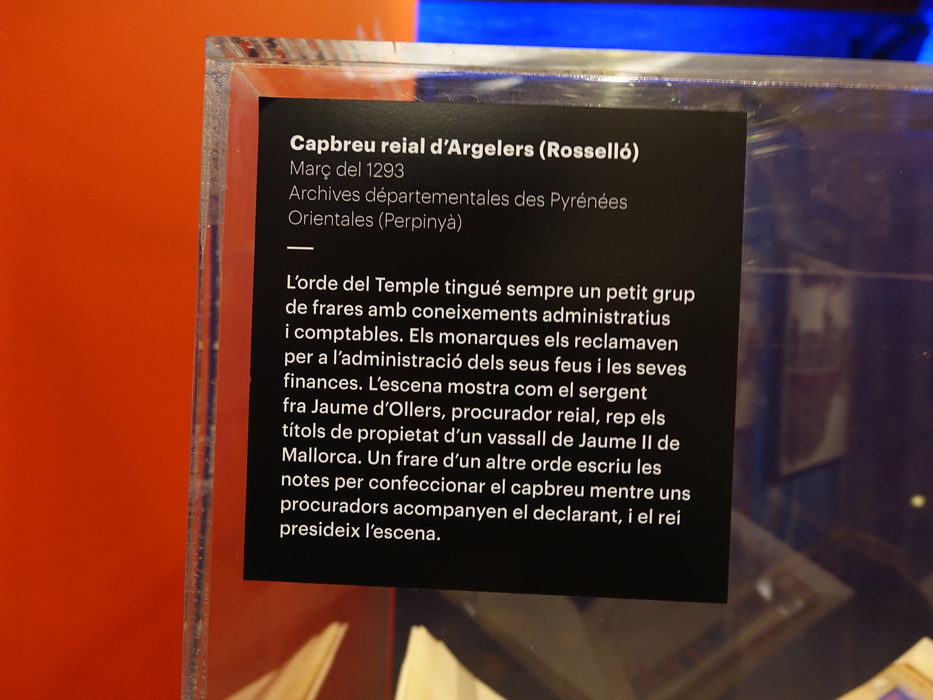 Capbreu reial d’Argelers (Rosselló)
Març del 1293
Archives départementales des Pyrénées
Orientales (Perpinyà)
L’orde del Temple tingué sempre un petit grup
de frares amb coneixements administratius
i comptables. Els monarques els reclamaven
per a l’administració dels seus feus i les seves
finances. L’escena mostra com el sergent
fra Jaume d’Ollers, procurador reial, rep els
títols de propietat d’un vassall de Jaume II de
Mallorca. Un frare d’un altre orde escriu les
notes per confeccionar el capbreu mentre uns
procuradors acompanyen el declarant, i el rei
presideix l’escena.